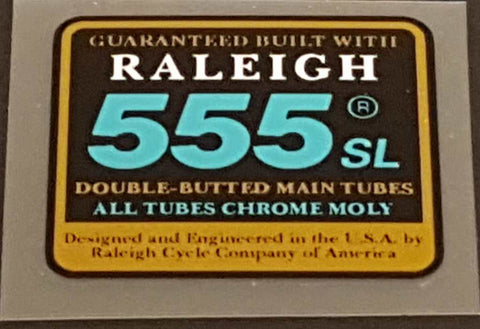 GUARANTEED BUILT WITH
RALEIGH
555® SL
DOUBLE-BUTTED MAIN TUBES
ALL TUBES CHROME MOLY
Designed and Engineered in the U.S.A. by
Raleigh Cycle Company of America